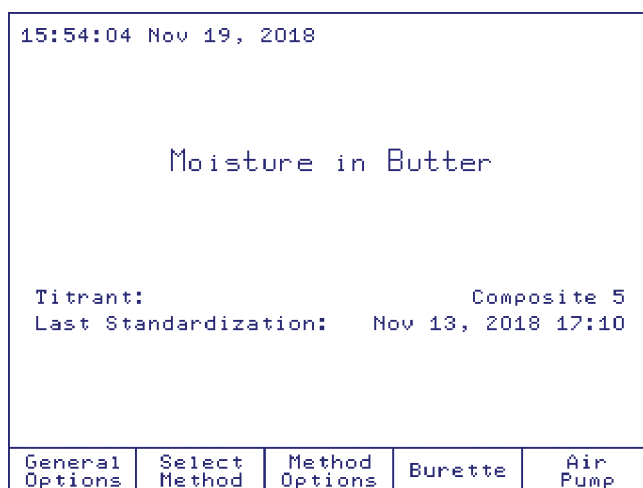 15:54:04 Nov 19, 2018
Moisture in Butter
Titrant: Composite 5
Last Standardization: Nov 13, 2018 17:10
General Options
Select Method
Method Options
Burette
Air Pump